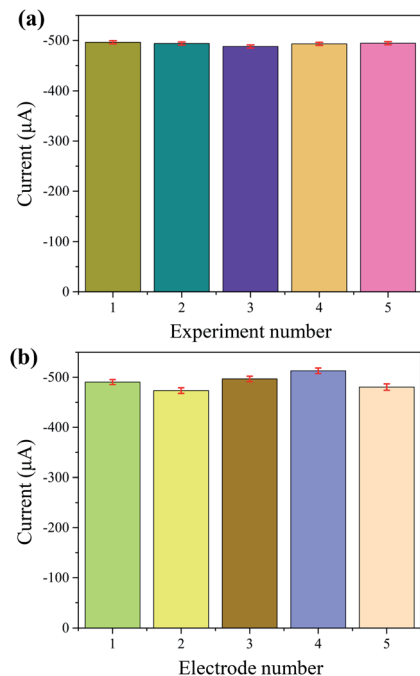 (a)
-500
-400
-300
-200
-100
0
Current (μA)
1 2 3 4 5
Experiment number
(b)
-500
-400
-300
-200
-100
0
Current (μA)
1 2 3 4 5
Electrode number